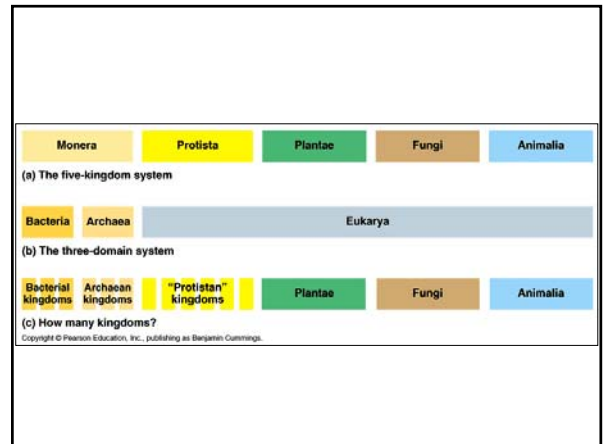 Monera Protista Plantae Fungi Animalia
(a) The five-kingdom system
Bacteria Archaea Eukarya
(b) The three-domain system
Bacterial kingdoms Archaean kingdoms "Protistan" kingdoms Plantae Fungi Animalia
(c) How many kingdoms?
Copyright © Pearson Education, Inc., publishing as Benjamin Cummings.